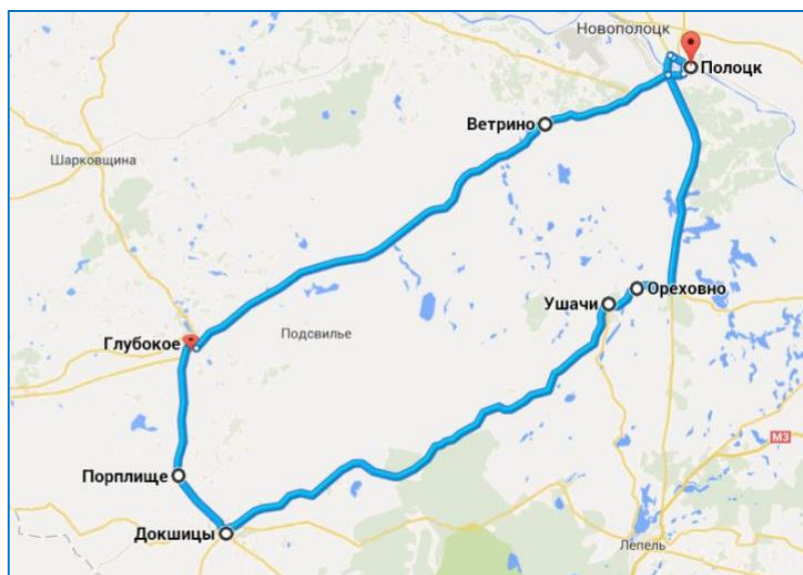 Новополоцк
Полоцк
Ветрино
Шарковщина
Ореховно
Ушачи
Подсвилье
Глубокое
М3
Порплище
Докшицы
Лепель